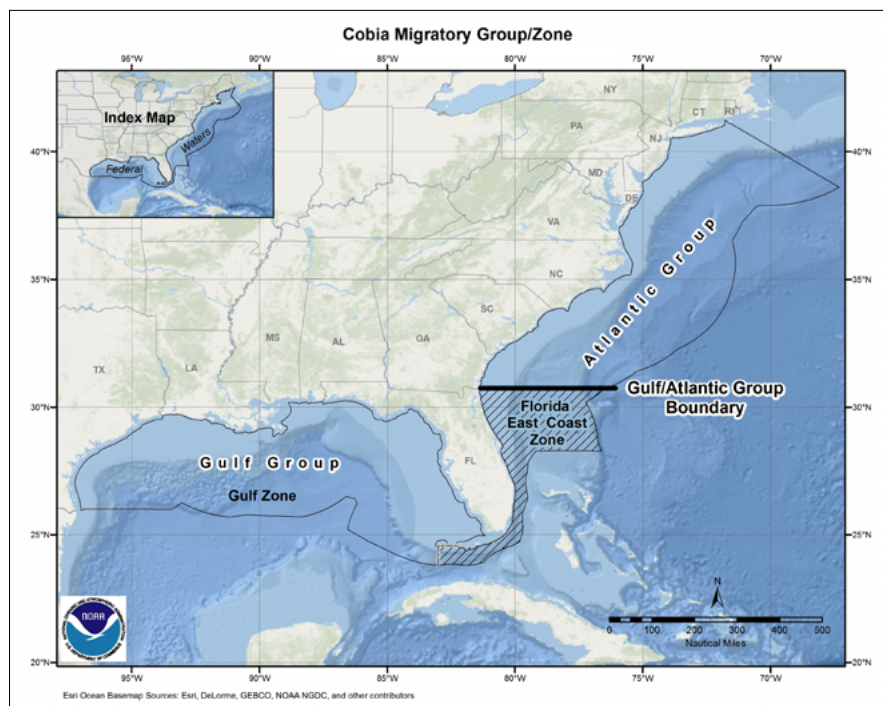 Cobia Migratory Group/Zone
95°W 90°W 85°W 80°W 75°W 70°W
Index Map
Federal
Waters
NY
CT
RI
PA
NJ
MD
DE
VA
NC
SC
GA
AL
MS
LA
TX
FL
40°N
35°N
30°N
25°N
20°N
40°N
35°N
30°N
25°N
20°N
Atlantic Group
Gulf/Atlantic Group
Boundary
Florida
East Coast
Zone
Gulf Group
Gulf Zone
N
0 100 200 300 400 500
Nautical Miles
NOAA
95°W 90°W 85°W 80°W 75°W 70°W
Esri Ocean Basemap Sources: Esri, DeLorme, GEBCO, NOAA NGDC, and other contributors